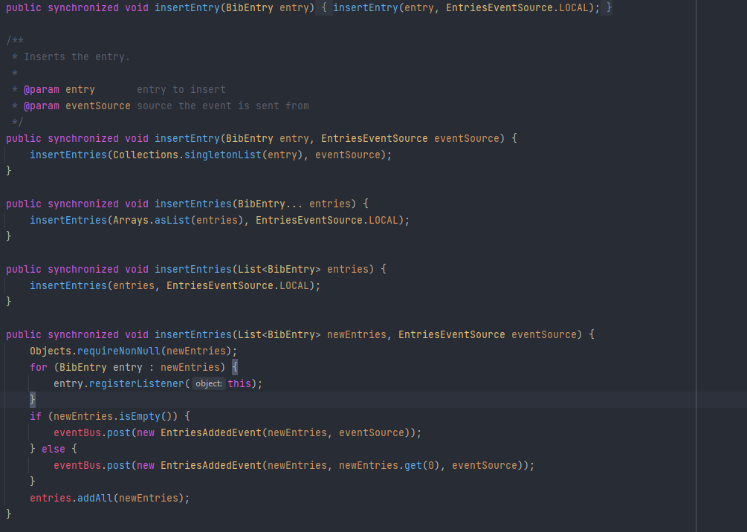 public synchronized void insertEntry(BibEntry entry) { insertEntry(entry, EntriesEventSource.LOCAL); }
/**
* Inserts the entry.
*
* @param entry       entry to insert
* @param eventSource source the event is sent from
*/
public synchronized void insertEntry(BibEntry entry, EntriesEventSource eventSource) {
    insertEntries(Collections.singletonList(entry), eventSource);
}
public synchronized void insertEntries(BibEntry... entries) {
    insertEntries(Arrays.asList(entries), EntriesEventSource.LOCAL);
}
public synchronized void insertEntries(List<BibEntry> entries) {
    insertEntries(entries, EntriesEventSource.LOCAL);
}
public synchronized void insertEntries(List<BibEntry> newEntries, EntriesEventSource eventSource) {
    Objects.requireNonNull(newEntries);
    for (BibEntry entry : newEntries) {
        entry.registerListener( object: this);
    }
    if (newEntries.isEmpty()) {
        eventBus.post(new EntriesAddedEvent(newEntries, eventSource));
    } else {
        eventBus.post(new EntriesAddedEvent(newEntries, newEntries.get(0), eventSource));
    }
    entries.addAll(newEntries);
}